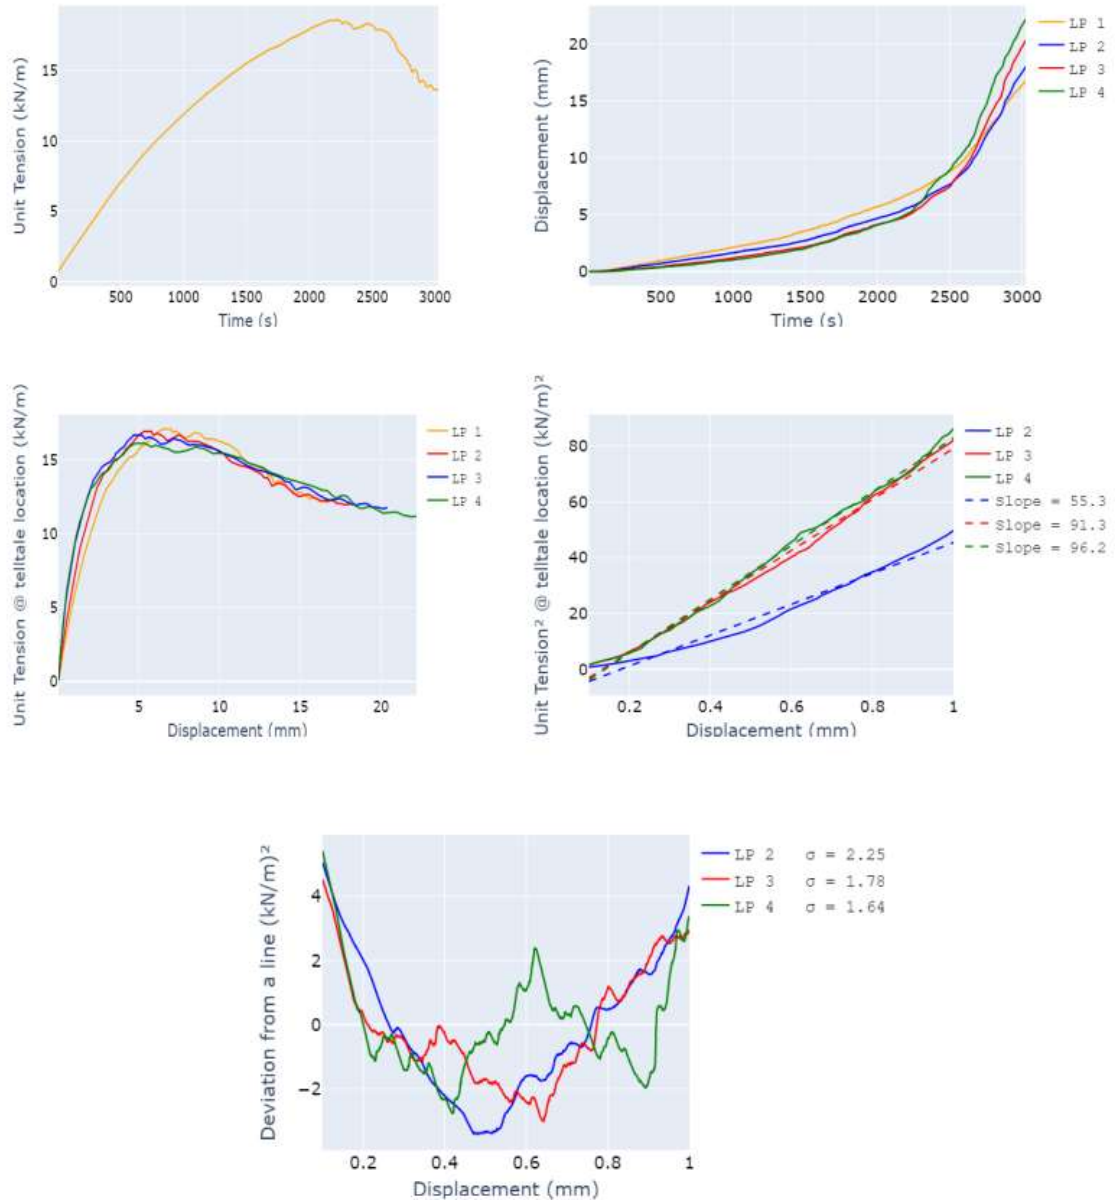 Unit Tension (kN/m)
15
10
5
0
500 1000 1500 2000 2500 3000
Time (s)
Displacement (mm)
20
15
10
5
0
500 1000 1500 2000 2500 3000
Time (s)
LP 1
LP 2
LP 3
LP 4
Unit Tension @ telltale location (kN/m)
15
10
5
0
5 10 15 20
Displacement (mm)
LP 1
LP 2
LP 3
LP 4
Unit Tension² @ telltale location (kN/m)²
80
60
40
20
0
0.2 0.4 0.6 0.8 1
Displacement (mm)
LP 2
LP 3
LP 4
Slope = 55.3
Slope = 91.3
Slope = 96.2
Deviation from a line (kN/m)²
4
2
0
−2
0.2 0.4 0.6 0.8 1
Displacement (mm)
LP 2 σ = 2.25
LP 3 σ = 1.78
LP 4 σ = 1.64